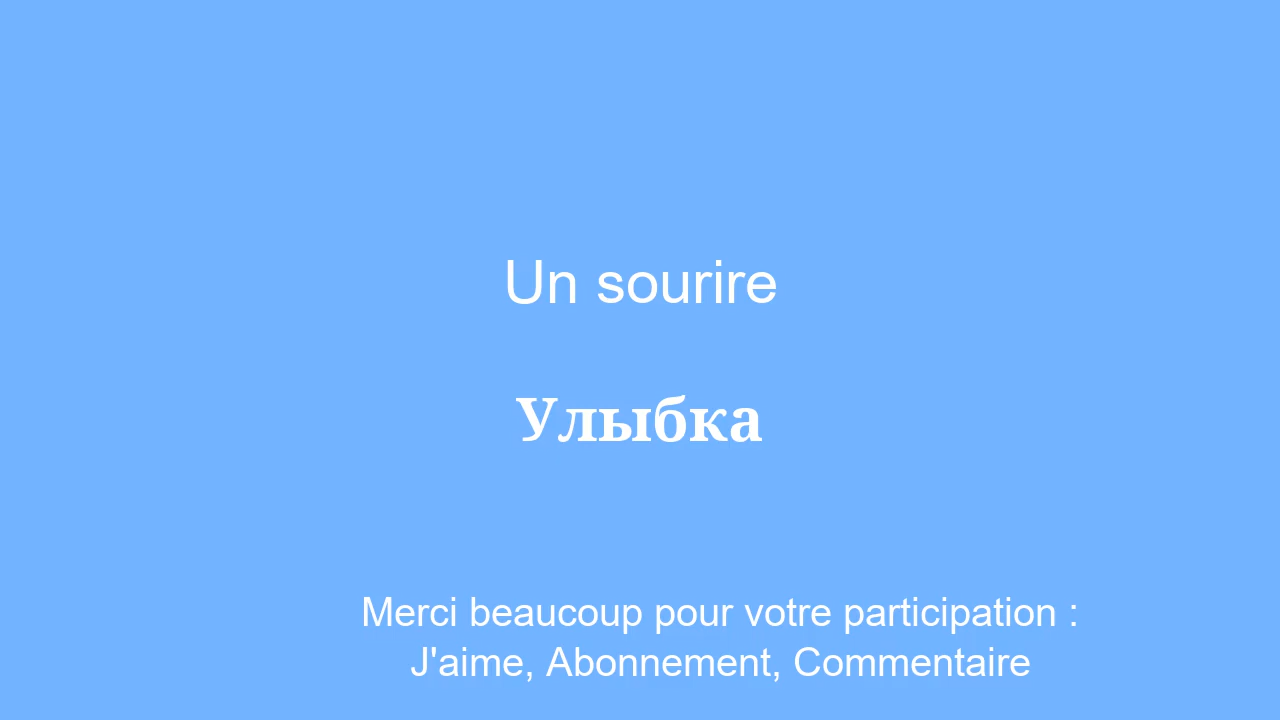 Un sourire
Улыбка
Merci beaucoup pour votre participation :
J'aime, Abonnement, Commentaire